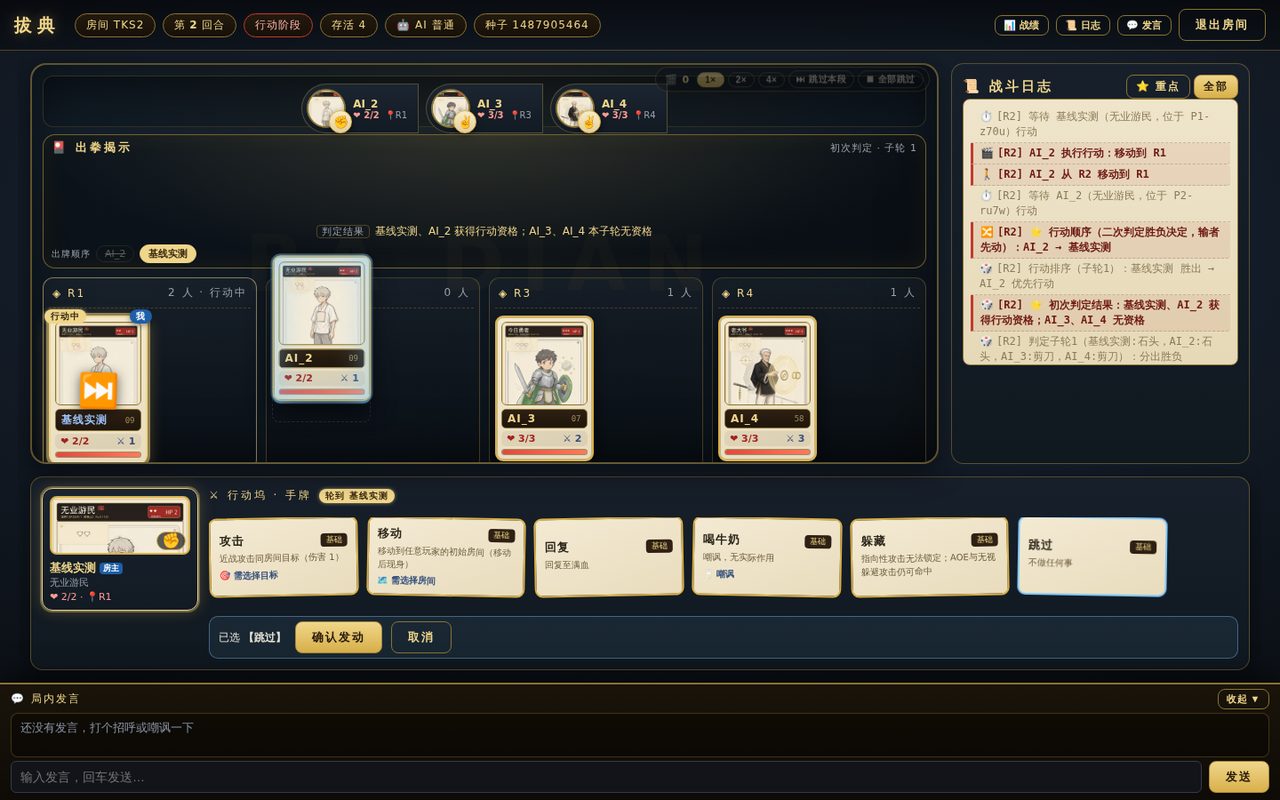 拔典
房间 TKS2
第 2 回合
行动阶段
存活 4
AI 普通
种子 1487905464
战绩
日志
发言
退出房间
0
1×
2×
4×
跳过本段
全部跳过
AI_2
2/2 R1
AI_3
3/3 R3
AI_4
3/3 R4
出拳揭示
初次判定 · 子轮 1
判定结果 基线实测、AI_2 获得行动资格；AI_3、AI_4 本子轮无资格
出牌顺序 AI_2 基线实测
R1
2 人 · 行动中
0 人
R3
1 人
R4
1 人
行动中
我
无业游民
基线实测 09
2/2 1
无业游民
AI_2 09
2/2 1
今日勇者
AI_3 07
3/3 2
老大爷
AI_4 58
3/3 3
战斗日志
重点
全部
[R2] 等待 基线实测（无业游民，位于 P1-
z70u）行动
[R2] AI_2 执行行动：移动到 R1
[R2] AI_2 从 R2 移动到 R1
[R2] 等待 AI_2（无业游民，位于 P2-
ru7w）行动
[R2] 行动顺序（二次判定胜负决定，输者
先动）：AI_2 → 基线实测
[R2] 行动排序（子轮1）：基线实测 胜出 →
AI_2 优先行动
[R2] 初次判定结果：基线实测、AI_2 获
得行动资格；AI_3、AI_4 无资格
[R2] 判定子轮1（基线实测:石头，AI_2:石
头，AI_3:剪刀，AI_4:剪刀）：分出胜负
无业游民
HP 2
基线实测 房主
无业游民
2/2 · R1
行动坞 · 手牌
轮到 基线实测
攻击
基础
近战攻击同房间目标（伤害 1）
需选择目标
移动
基础
移动到任意玩家的初始房间（移动
后现身）
需选择房间
回复
基础
回复至满血
喝牛奶
基础
嘲讽，无实际作用
嘲讽
躲藏
基础
指向性攻击无法锁定；AOE与无视
躲避攻击仍可命中
跳过
基础
不做任何事
已选 【跳过】
确认发动
取消
局内发言
收起 ▼
还没有发言，打个招呼或嘲讽一下
输入发言，回车发送…
发送